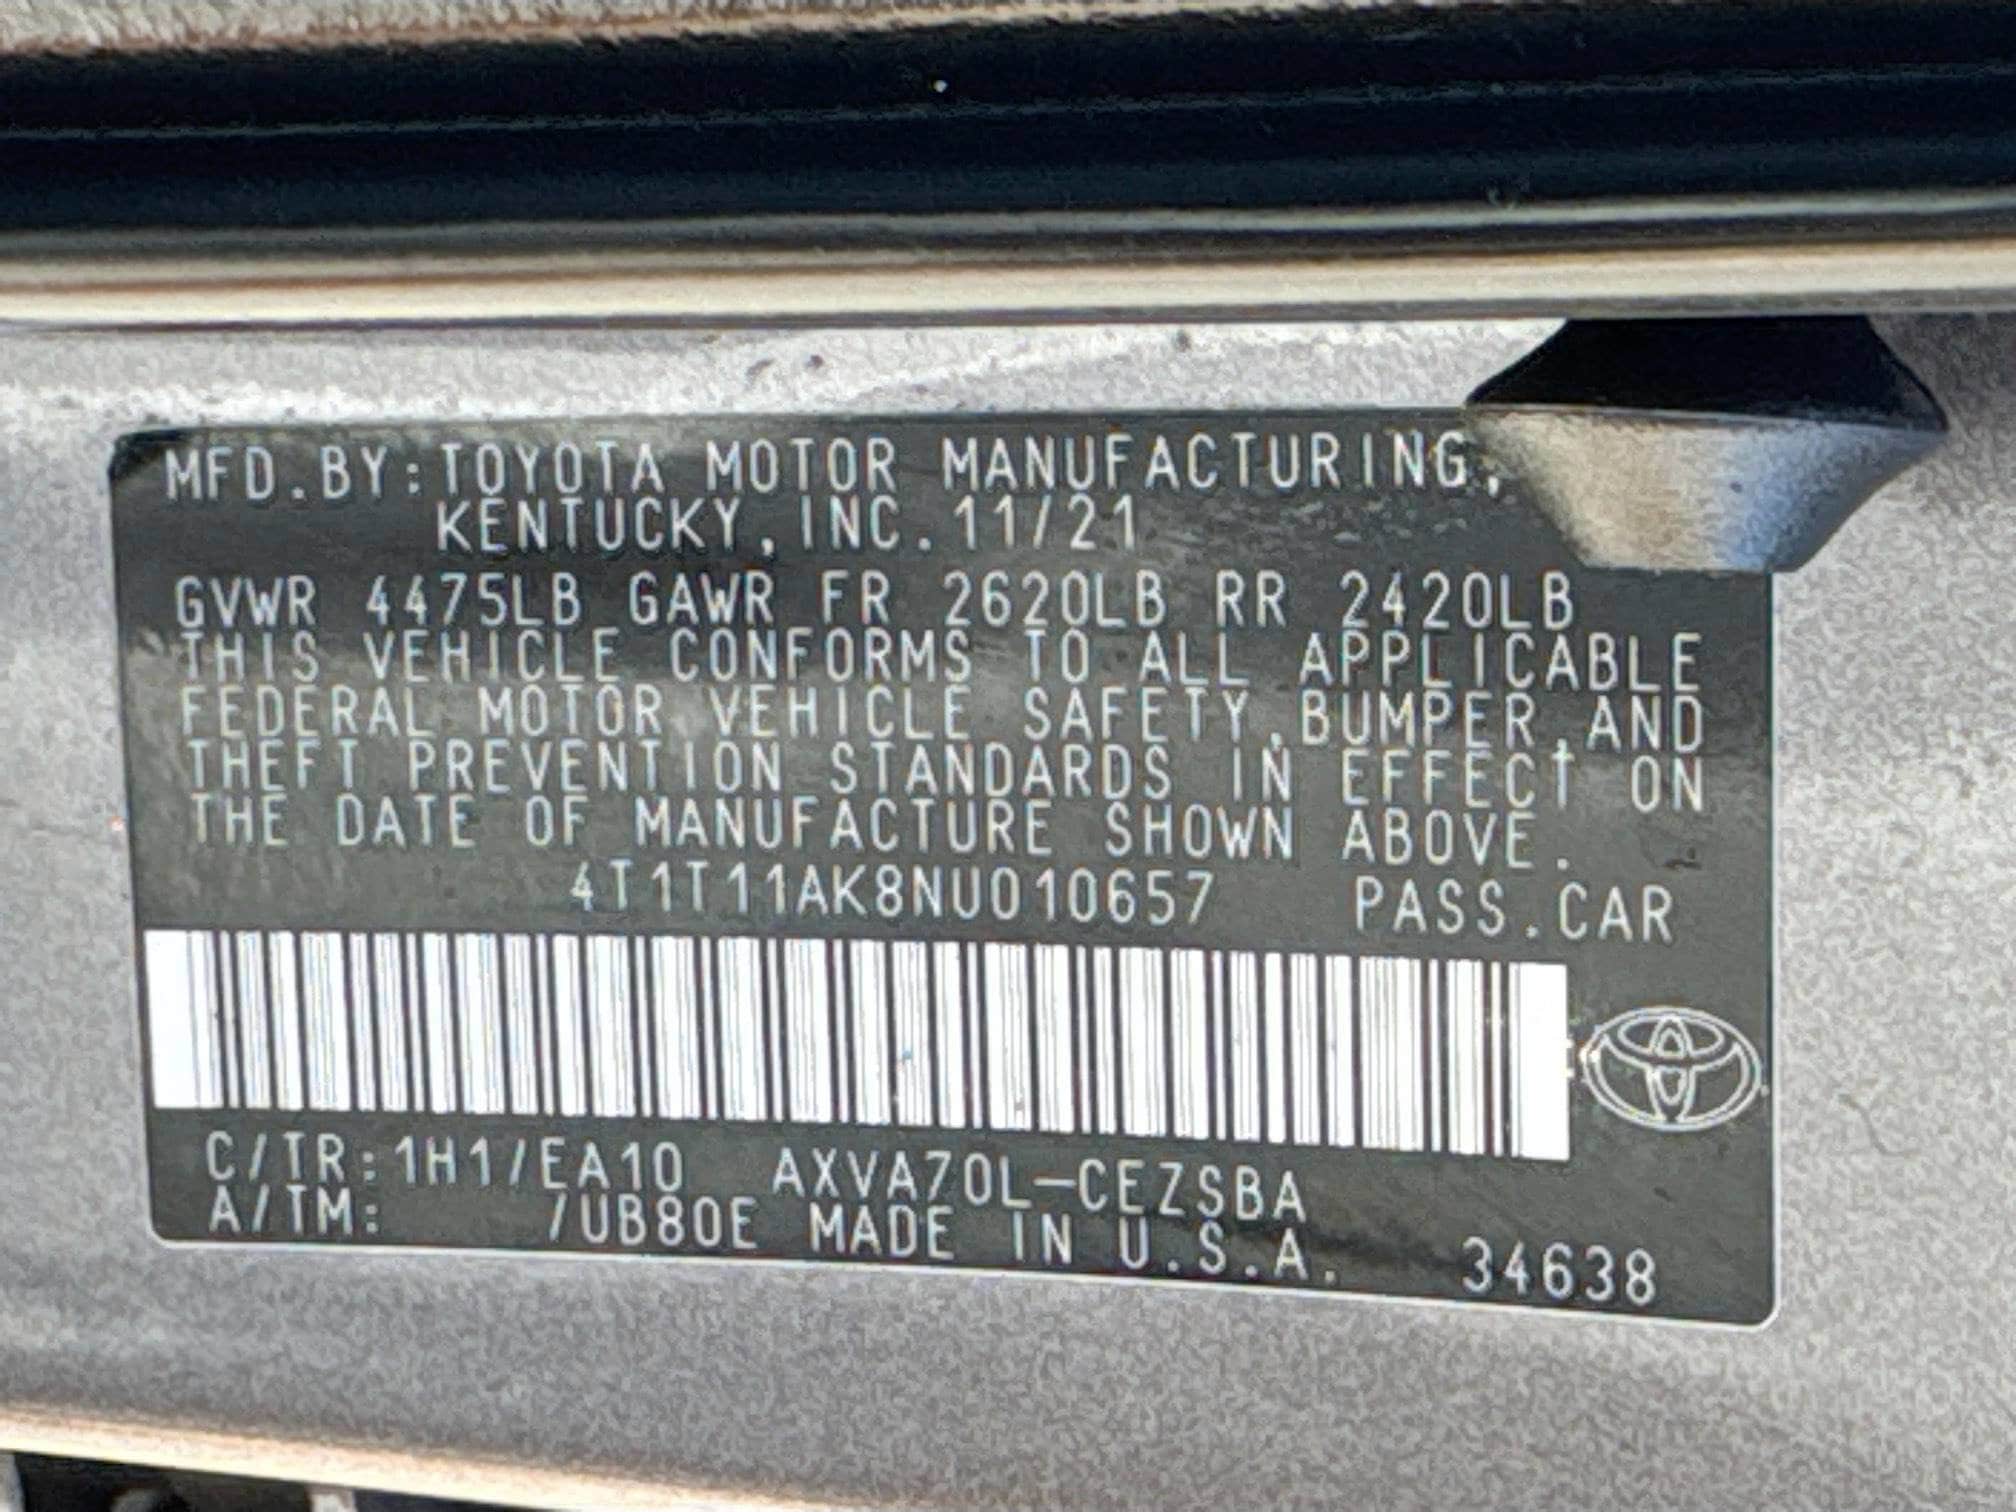 MFD.BY:TOYOTA MOTOR MANUFACTURING,
KENTUCKY,INC.11/21
GVWR 4475LB GAWR FR 2620LB RR 2420LB
THIS VEHICLE CONFORMS TO ALL APPLICABLE
FEDERAL MOTOR VEHICLE SAFETY,BUMPER,AND
THEFT PREVENTION STANDARDS IN EFFECT ON
THE DATE OF MANUFACTURE SHOWN ABOVE.
4T1T11AK8NU010657 PASS.CAR
C/TR:1H1/EA10 AXVA70L-CEZSBA
A/TM: /UB80E MADE IN U.S.A. 34638